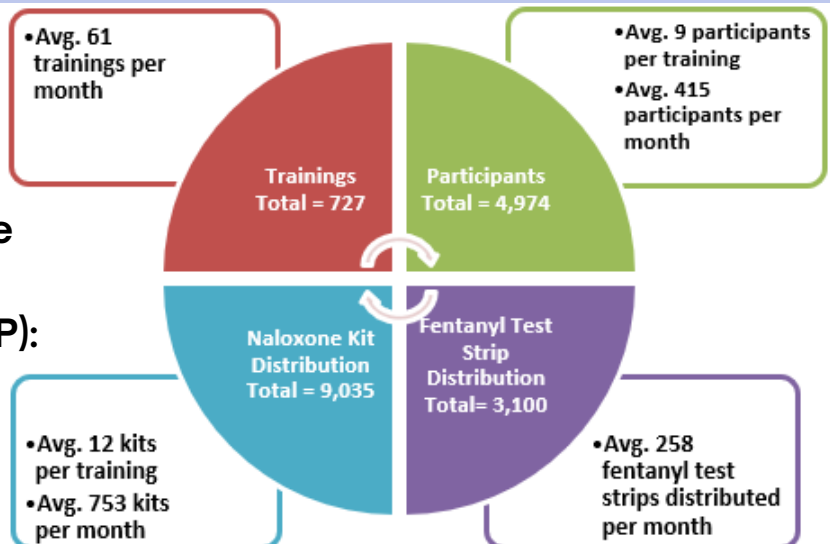 •Avg. 61
trainings per
month
•Avg. 9 participants
per training
•Avg. 415
participants per
month
Trainings
Total = 727
Participants
Total = 4,974
e
P):
Naloxone Kit
Distribution
Total = 9,035
Fentanyl Test
Strip
Distribution
Total= 3,100
•Avg. 12 kits
per training
•Avg. 753 kits
per month
•Avg. 258
fentanyl test
strips distributed
per month